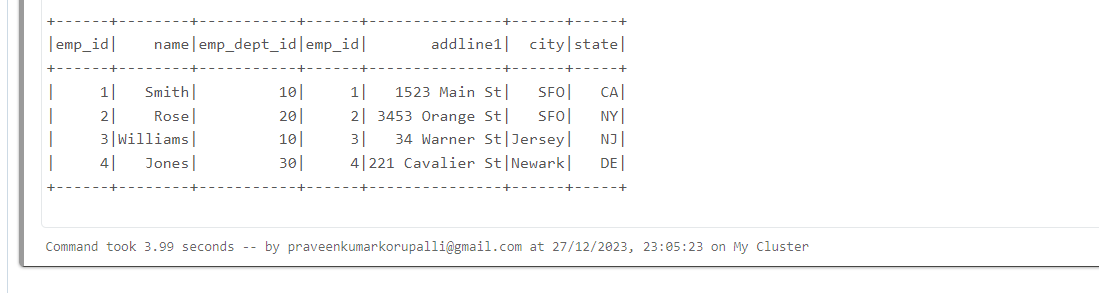 +------+--------+-----------+------+---------------+------+-----+
|emp_id|    name|emp_dept_id|emp_id|       addline1|  city|state|
+------+--------+-----------+------+---------------+------+-----+
|     1|   Smith|         10|     1|   1523 Main St|   SFO|   CA|
|     2|    Rose|         20|     2| 3453 Orange St|   SFO|   NY|
|     3|Williams|         10|     3|   34 Warner St|Jersey|   NJ|
|     4|   Jones|         30|     4|221 Cavalier St|Newark|   DE|
+------+--------+-----------+------+---------------+------+-----+
Command took 3.99 seconds -- by praveenkumarkorupalli@gmail.com at 27/12/2023, 23:05:23 on My Cluster